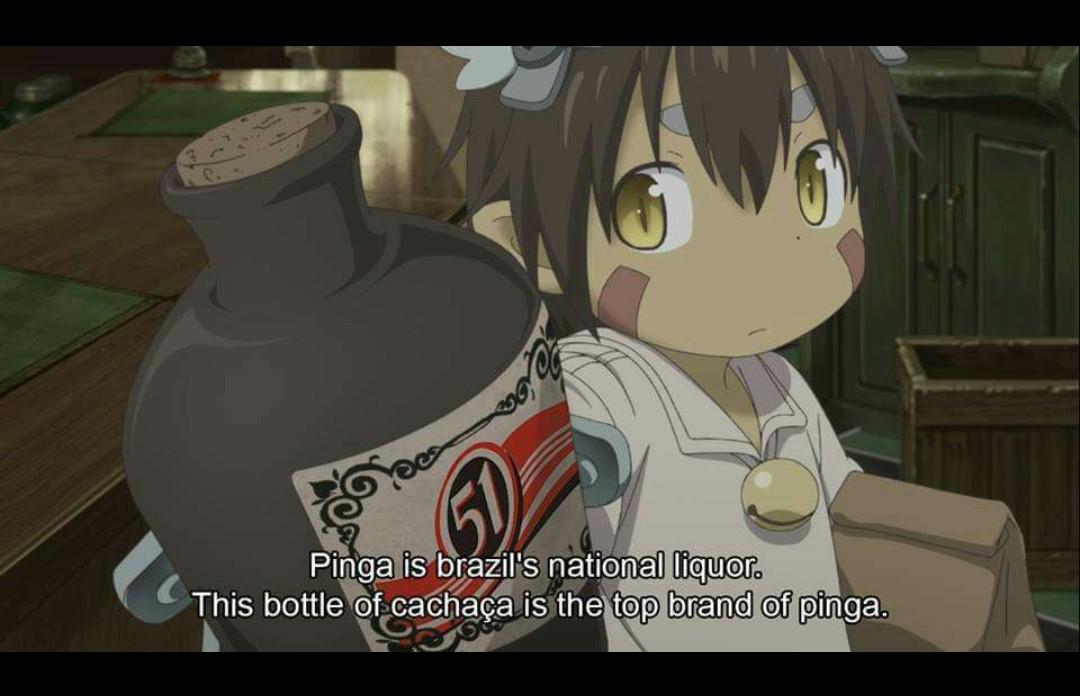 51
Pinga is brazil's national liquor.
This bottle of cachaça is the top brand of pinga.